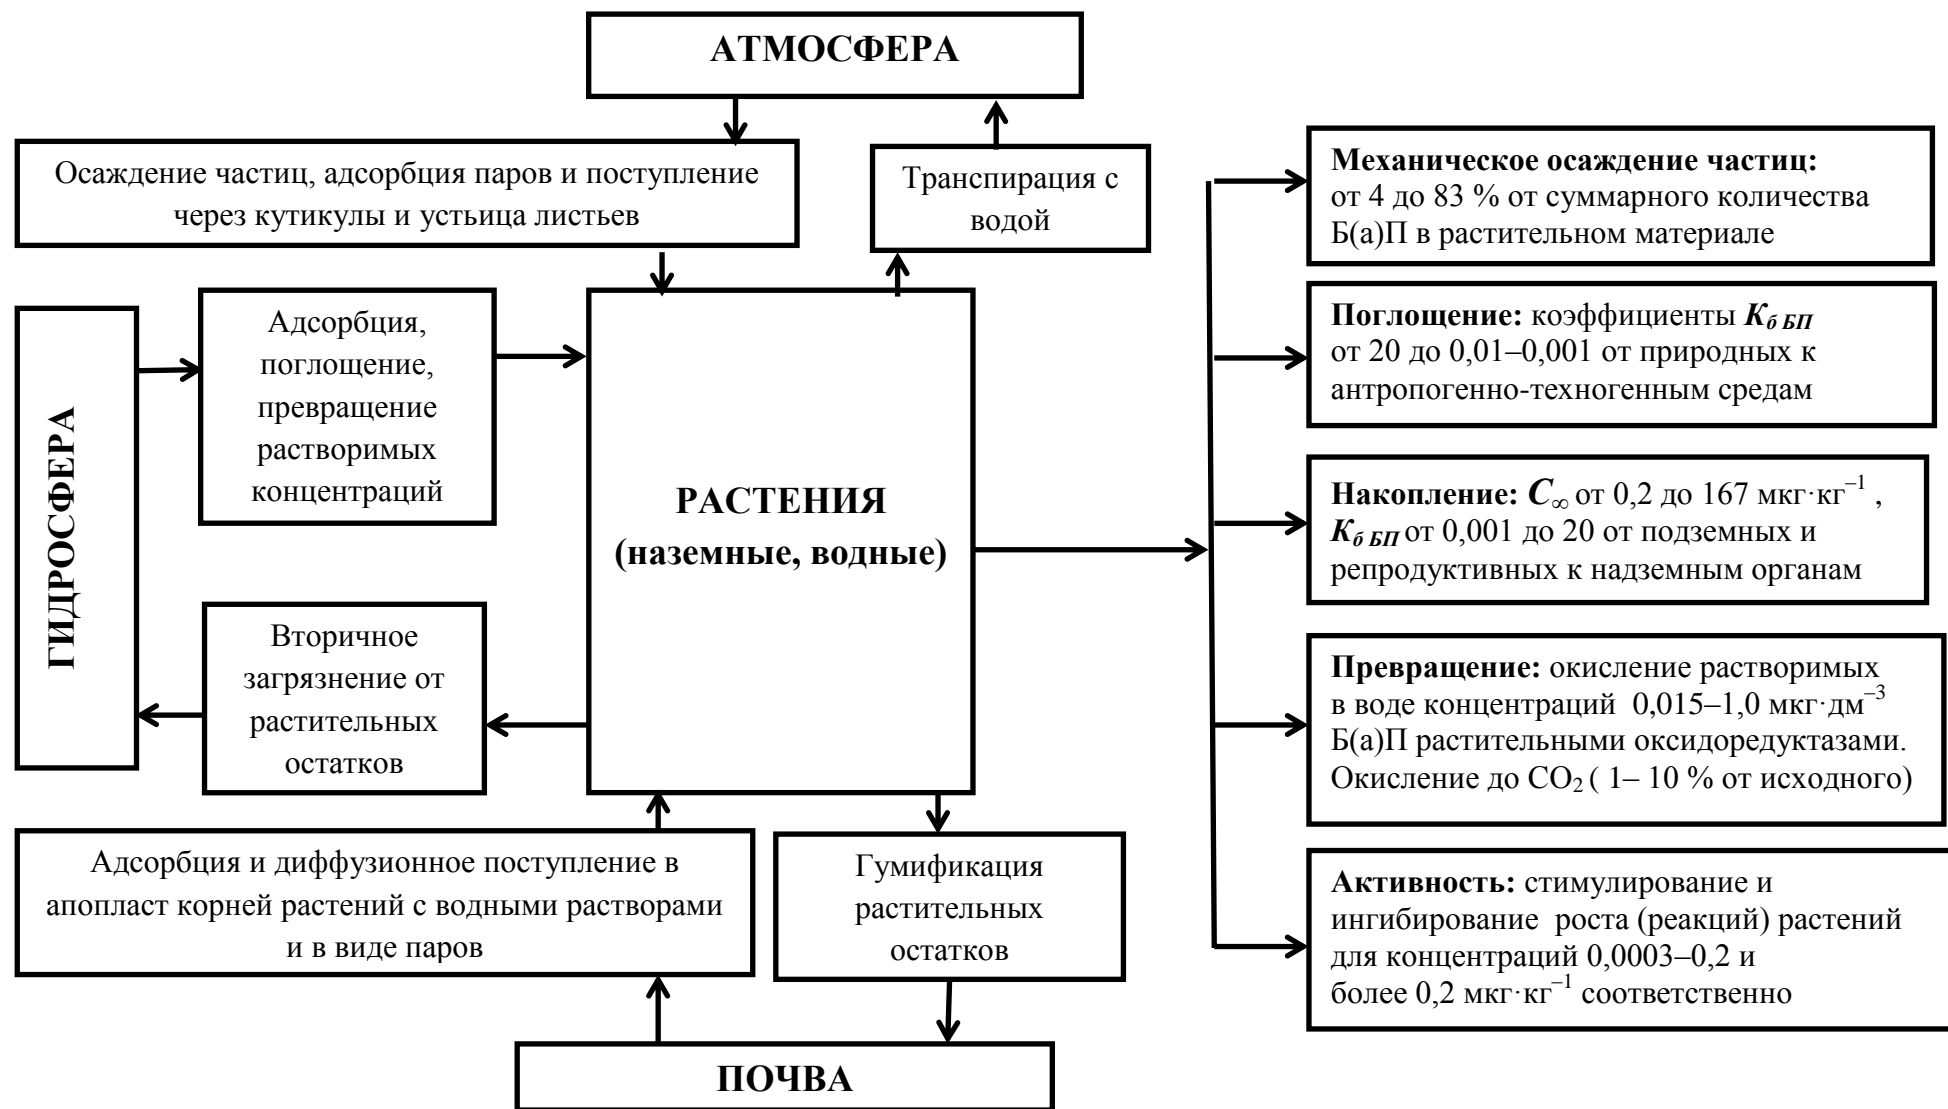 АТМОСФЕРА
Осаждение частиц, адсорбция паров и поступление
через кутикулы и устьица листьев
Транспирация с
водой
ГИДРОСФЕРА
Адсорбция,
поглощение,
превращение
растворимых
концентраций
РАСТЕНИЯ
(наземные, водные)
Вторичное
загрязнение от
растительных
остатков
Адсорбция и диффузионное поступление в
апопласт корней растений с водными растворами
и в виде паров
Гумификация
растительных
остатков
ПОЧВА
Механическое осаждение частиц:
от 4 до 83 % от суммарного количества
Б(а)П в растительном материале
Поглощение: коэффициенты Kб БП
от 20 до 0,01–0,001 от природных к
антропогенно-техногенным средам
Накопление: C∞ от 0,2 до 167 мкг·кг⁻¹ ,
Kб БП от 0,001 до 20 от подземных и
репродуктивных к надземным органам
Превращение: окисление растворимых
в воде концентраций 0,015–1,0 мкг·дм⁻³
Б(а)П растительными оксидоредуктазами.
Окисление до CO₂ ( 1– 10 % от исходного)
Активность: стимулирование и
ингибирование роста (реакций) растений
для концентраций 0,0003–0,2 и
более 0,2 мкг·кг⁻¹ соответственно